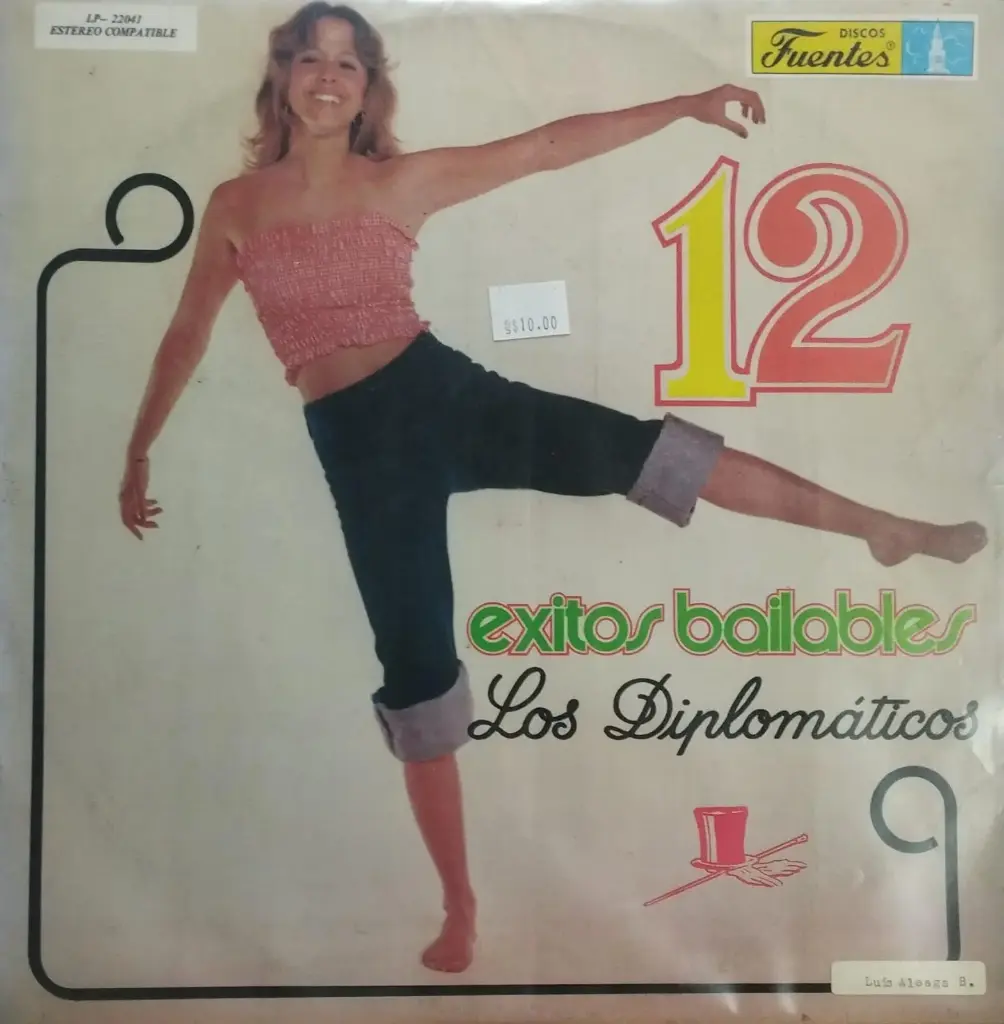 LP- 22041
ESTEREO COMPATIBLE
DISCOS
Fuentes®
12
$10.00
exitos bailables
Los Diplomáticos
Luis Aleaga B.